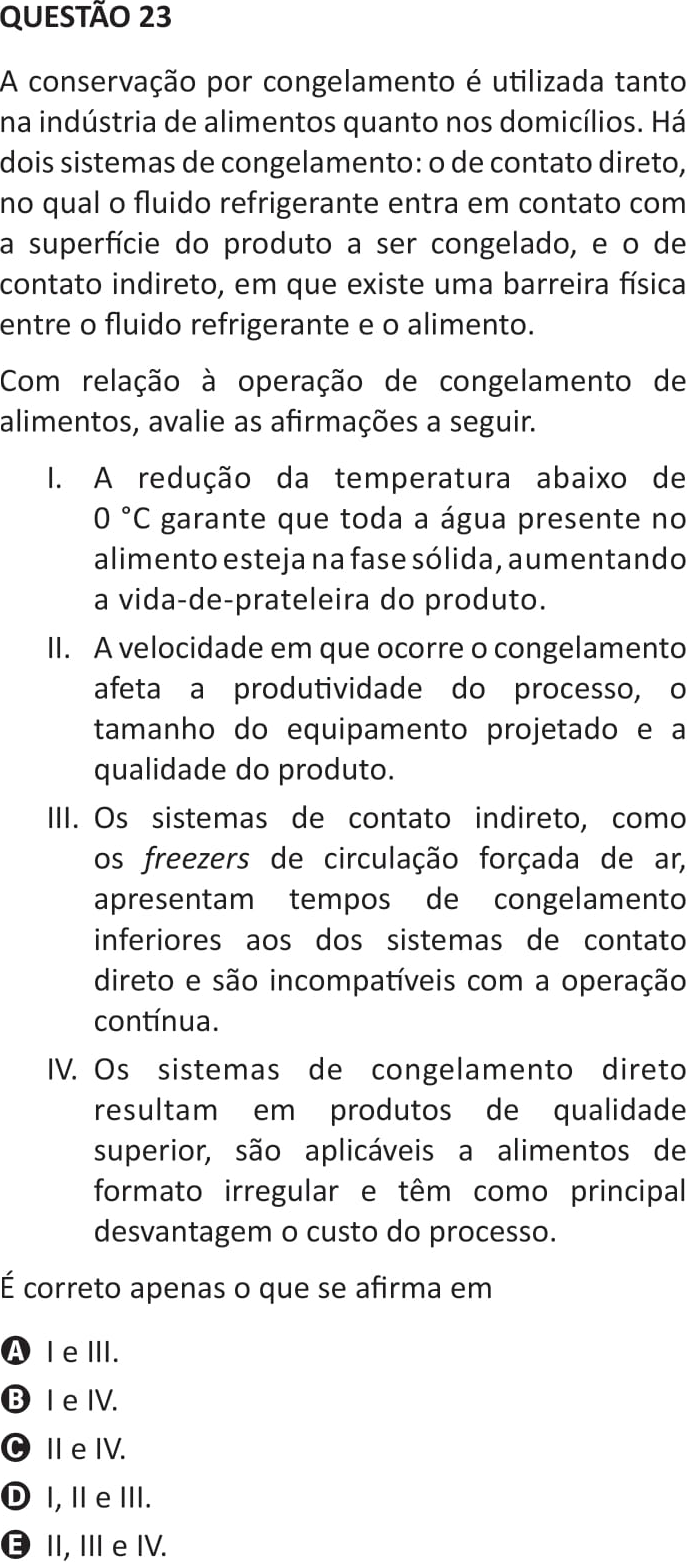 QUESTÃO 23
A conservação por congelamento é utilizada tanto
na indústria de alimentos quanto nos domicílios. Há
dois sistemas de congelamento: o de contato direto,
no qual o fluido refrigerante entra em contato com
a superfície do produto a ser congelado, e o de
contato indireto, em que existe uma barreira física
entre o fluido refrigerante e o alimento.
Com relação à operação de congelamento de
alimentos, avalie as afirmações a seguir.
I. A redução da temperatura abaixo de
0 °C garante que toda a água presente no
alimento esteja na fase sólida, aumentando
a vida-de-prateleira do produto.
II. A velocidade em que ocorre o congelamento
afeta a produtividade do processo, o
tamanho do equipamento projetado e a
qualidade do produto.
III. Os sistemas de contato indireto, como
os freezers de circulação forçada de ar,
apresentam tempos de congelamento
inferiores aos dos sistemas de contato
direto e são incompatíveis com a operação
contínua.
IV. Os sistemas de congelamento direto
resultam em produtos de qualidade
superior, são aplicáveis a alimentos de
formato irregular e têm como principal
desvantagem o custo do processo.
É correto apenas o que se afirma em
A I e III.
B I e IV.
C II e IV.
D I, II e III.
E II, III e IV.